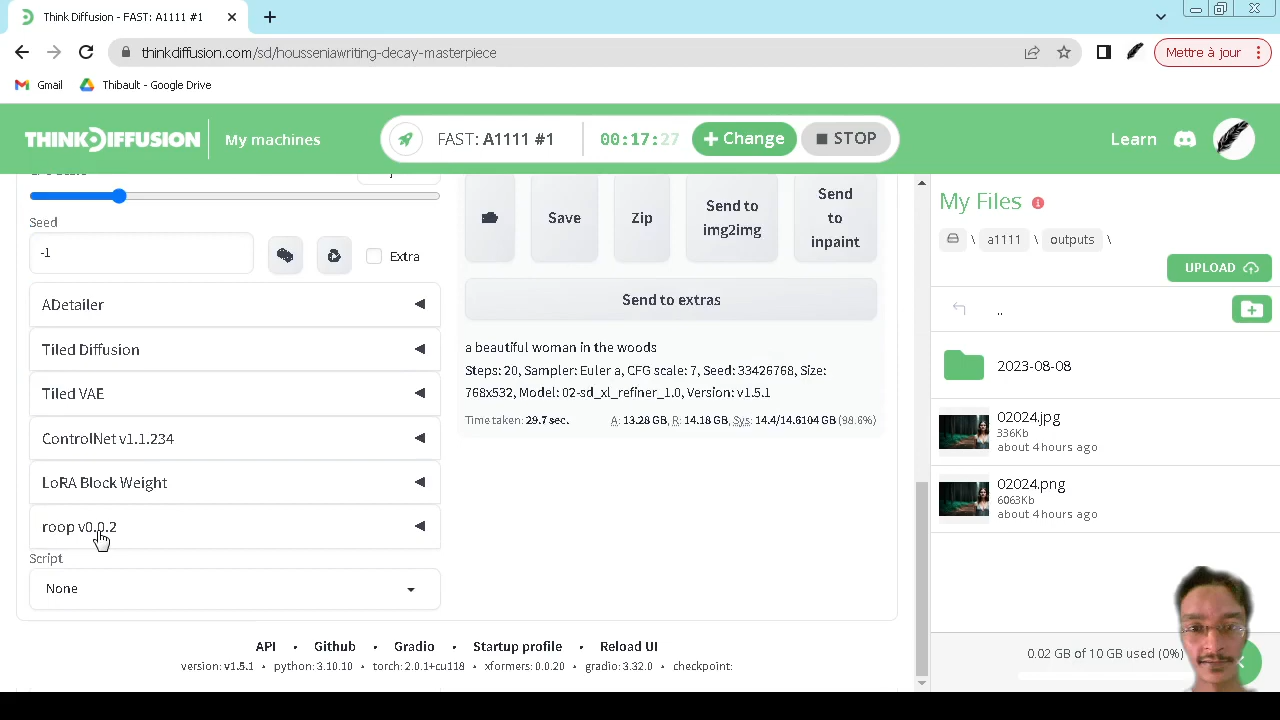 Think Diffusion - FAST: A1111 #1
thinkdiffusion.com/sd/housseniawriting-decay-masterpiece
Mettre à jour
Gmail
Thibault - Google Drive
THINKDIFFUSION
My machines
FAST: A1111 #1
00:17:27
Change
STOP
Learn
Seed
-1
Extra
ADetailer
Tiled Diffusion
Tiled VAE
ControlNet v1.1.234
LoRA Block Weight
roop v0.0.2
Script
None
Save
Zip
Send to
img2img
Send
to
inpaint
Send to extras
a beautiful woman in the woods
Steps: 20, Sampler: Euler a, CFG scale: 7, Seed: 33426768, Size:
768x532, Model: 02-sd_xl_refiner_1.0, Version: v1.5.1
Time taken: 29.7 sec.
A: 13.28 GB, R: 14.18 GB, Sys: 14.4/14.6104 GB (98.6%)
API • Github • Gradio • Startup profile • Reload UI
version: v1.5.1 • python: 3.10.10 • torch: 2.0.1+cu118 • xformers: 0.0.20 • gradio: 3.32.0 • checkpoint:
My Files
\ a1111 \ outputs \
UPLOAD
..
2023-08-08
02024.jpg
336Kb
about 4 hours ago
02024.png
6063Kb
about 4 hours ago
0.02 GB of 10 GB used (0%)